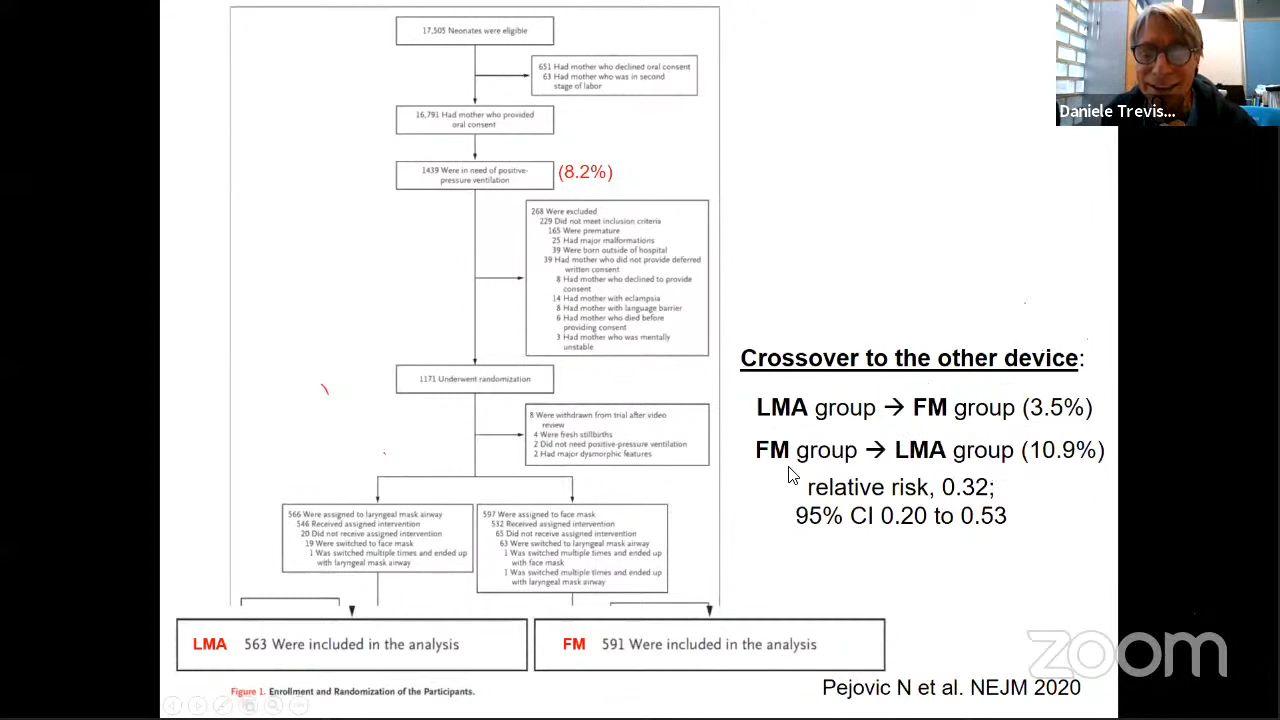 17,505 Neonates were eligible
651 Had mother who declined oral consent
63 Had mother who was in second
stage of labor
16,791 Had mother who provided
oral consent
1439 Were in need of positive-
pressure ventilation
(8.2%)
268 Were excluded
229 Did not meet inclusion criteria
165 Were premature
25 Had major malformations
39 Were born outside of hospital
39 Had mother who did not provide deferred
written consent
8 Had mother who declined to provide
consent
14 Had mother with eclampsia
8 Had mother with language barrier
6 Had mother who died before
providing consent
3 Had mother who was mentally
unstable
1171 Underwent randomization
8 Were withdrawn from trial after video
review
4 Were fresh stillbirths
2 Did not need positive-pressure ventilation
2 Had major dysmorphic features
566 Were assigned to laryngeal mask airway
546 Received assigned intervention
20 Did not receive assigned intervention
19 Were switched to face mask
1 Was switched multiple times and ended up
with laryngeal mask airway
597 Were assigned to face mask
532 Received assigned intervention
65 Did not receive assigned intervention
63 Were switched to laryngeal mask airway
1 Was switched multiple times and ended up
with face mask
1 Was switched multiple times and ended up
with laryngeal mask airway
LMA 563 Were included in the analysis
FM 591 Were included in the analysis
Figure 1. Enrollment and Randomization of the Participants.
Daniele Trevis...
Crossover to the other device:
LMA group → FM group (3.5%)
FM group → LMA group (10.9%)
relative risk, 0.32;
95% CI 0.20 to 0.53
Pejovic N et al. NEJM 2020
zoom